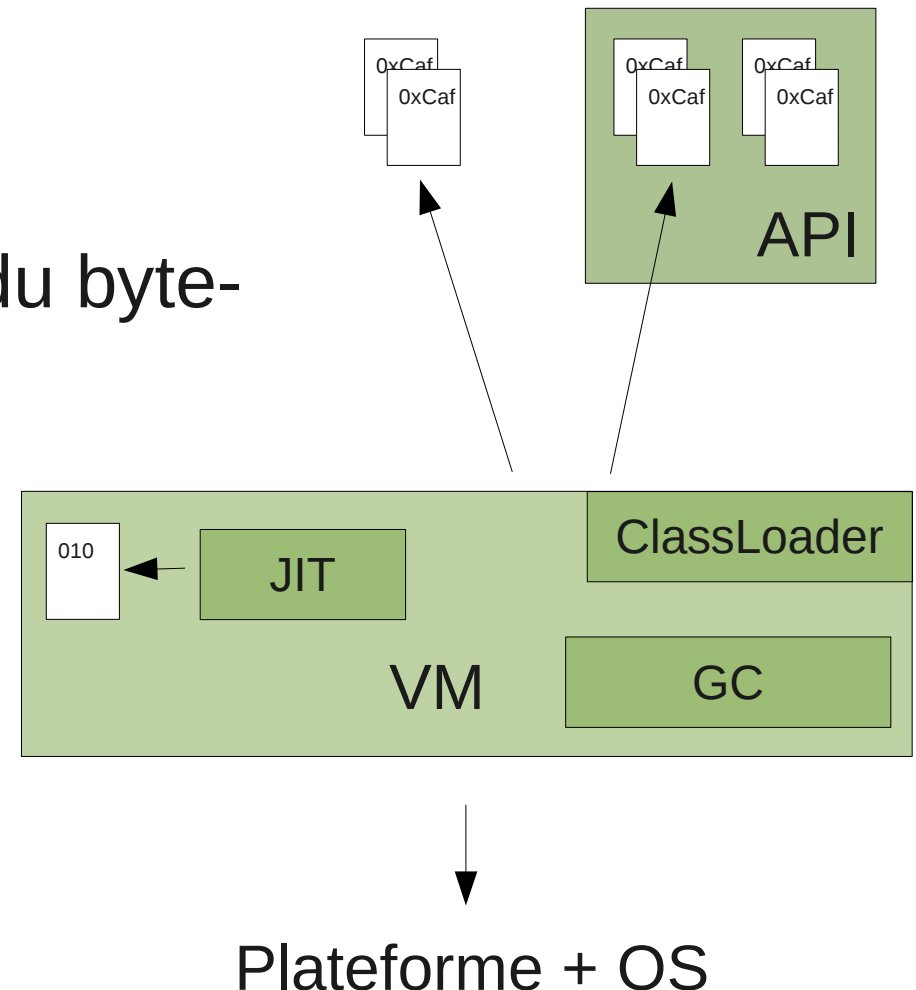 0xCaf
0xCaf
0xCaf
0xCaf
0xCaf
0xCaf
API
du byte-
ClassLoader
010
JIT
VM
GC
Plateforme + OS